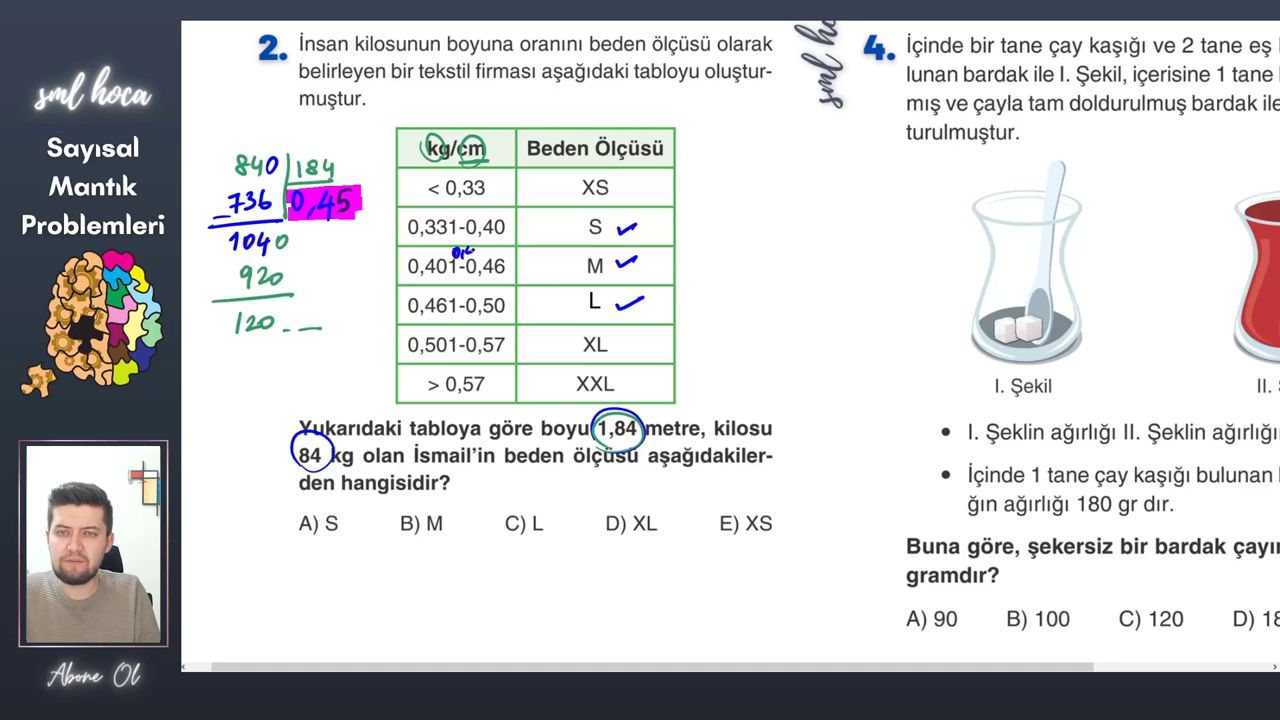 sml hoca
Sayısal
Mantık
Problemleri
Abone Ol
2.
İnsan kilosunun boyuna oranını beden ölçüsü olarak
belirleyen bir tekstil firması aşağıdaki tabloyu oluştur-
muştur.
840 184
736 0,45
1040
920
120
kg/cm Beden Ölçüsü
< 0,33 XS
0,331-0,40 S
0,401-0,46 M
0,461-0,50 L
0,501-0,57 XL
> 0,57 XXL
Yukarıdaki tabloya göre boyu 1,84 metre, kilosu
84 kg olan İsmail'in beden ölçüsü aşağıdakiler-
den hangisidir?
A) S B) M C) L D) XL E) XS
sml ho
4.
İçinde bir tane çay kaşığı ve 2 tane eş
lunan bardak ile I. Şekil, içerisine 1 tane
mış ve çayla tam doldurulmuş bardak ile
turulmuştur.
I. Şekil II.
• I. Şeklin ağırlığı II. Şeklin ağırlığı
• İçinde 1 tane çay kaşığı bulunan
ğın ağırlığı 180 gr dır.
Buna göre, şekersiz bir bardak çayın
gramdır?
A) 90 B) 100 C) 120 D) 18